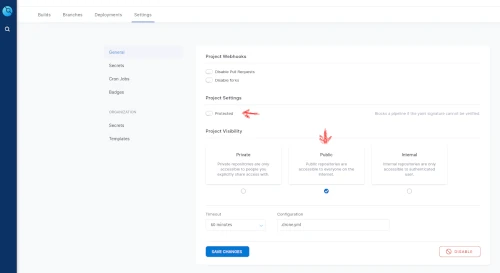 Builds Branches Deployments Settings
General
Secrets
Cron Jobs
Badges
ORGANIZATION
Secrets
Templates
Project Webhooks
Disable Pull Requests
Disable Forks
Project Settings
Protected
Blocks a pipeline if the yaml signature cannot be verified.
Project Visibility
Private
Private repositories are only
accessible to people you
explicitly share access with.
Public
Public repositories are
accessible to everyone on the
internet.
Internal
Internal repositories are only
accessible to authenticated
users.
Timeout
Configuration
60 minutes
.drone.yml
SAVE CHANGES
DISABLE